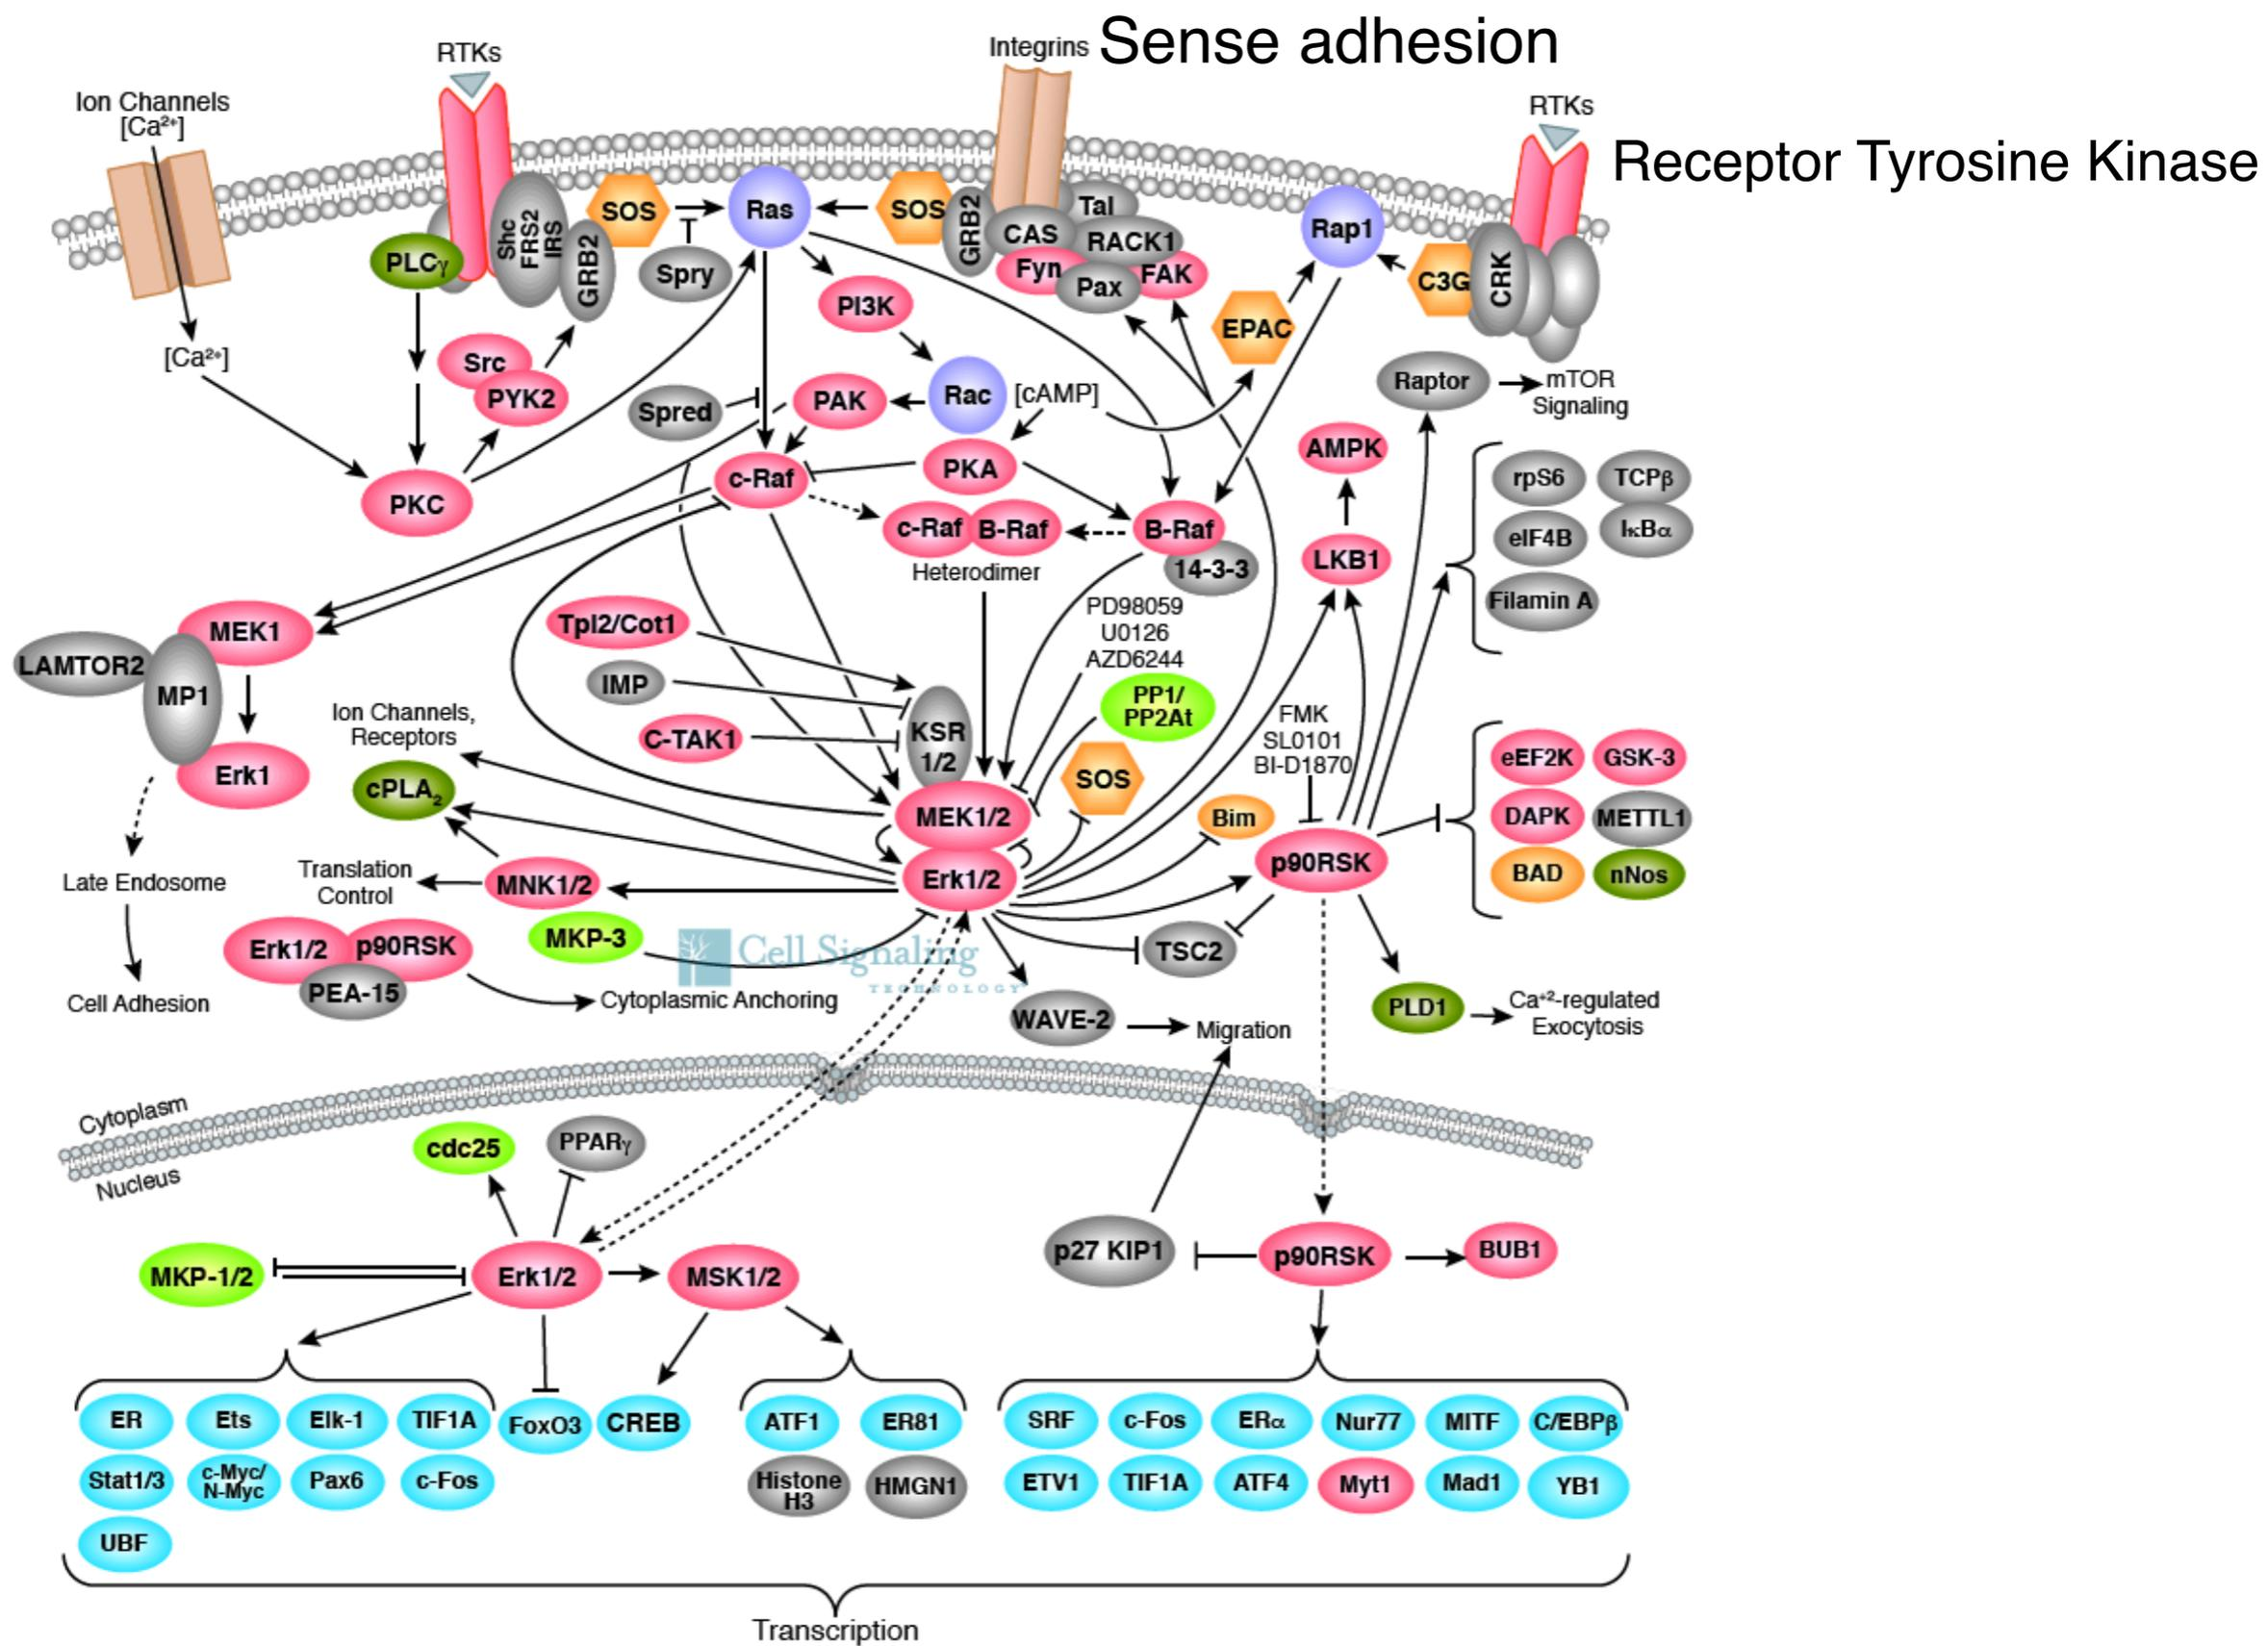 Sense adhesion
Receptor Tyrosine Kinase
RTKs
Integrins
RTKs
Ion Channels
[Ca²⁺]
PLCγ
Shc
FRS2
IRS
GRB2
SOS
Spry
Ras
SOS
GRB2
CAS
Tal
RACK1
Fyn
Pax
FAK
Rap1
C3G
CRK
EPAC
[Ca²⁺]
Src
PYK2
PI3K
Rac
PAK
[cAMP]
Spred
PKC
c-Raf
PKA
c-Raf
B-Raf
Heterodimer
B-Raf
14-3-3
Raptor
mTOR
Signaling
AMPK
LKB1
rpS6
TCPβ
eIF4B
IκBα
Filamin A
MEK1
LAMTOR2
MP1
Erk1
Late Endosome
Cell Adhesion
Tpl2/Cot1
IMP
C-TAK1
KSR
1/2
PD98059
U0126
AZD6244
PP1/
PP2At
SOS
FMK
SL0101
BI-D1870
Ion Channels,
Receptors
cPLA₂
MEK1/2
Erk1/2
Bim
p90RSK
eEF2K
GSK-3
DAPK
METTL1
BAD
nNos
Translation
Control
MNK1/2
MKP-3
Erk1/2
p90RSK
PEA-15
Cytoplasmic Anchoring
Cell Signaling
TECHNOLOGY®
TSC2
WAVE-2
Migration
PLD1
Ca⁺²-regulated
Exocytosis
Cytoplasm
Nucleus
cdc25
PPARγ
MKP-1/2
Erk1/2
MSK1/2
p27 KIP1
p90RSK
BUB1
ER
Ets
Elk-1
TIF1A
FoxO3
CREB
ATF1
ER81
SRF
c-Fos
ERα
Nur77
MITF
C/EBPβ
Stat1/3
c-Myc/
N-Myc
Pax6
c-Fos
Histone
H3
HMGN1
ETV1
TIF1A
ATF4
Myt1
Mad1
YB1
UBF
Transcription